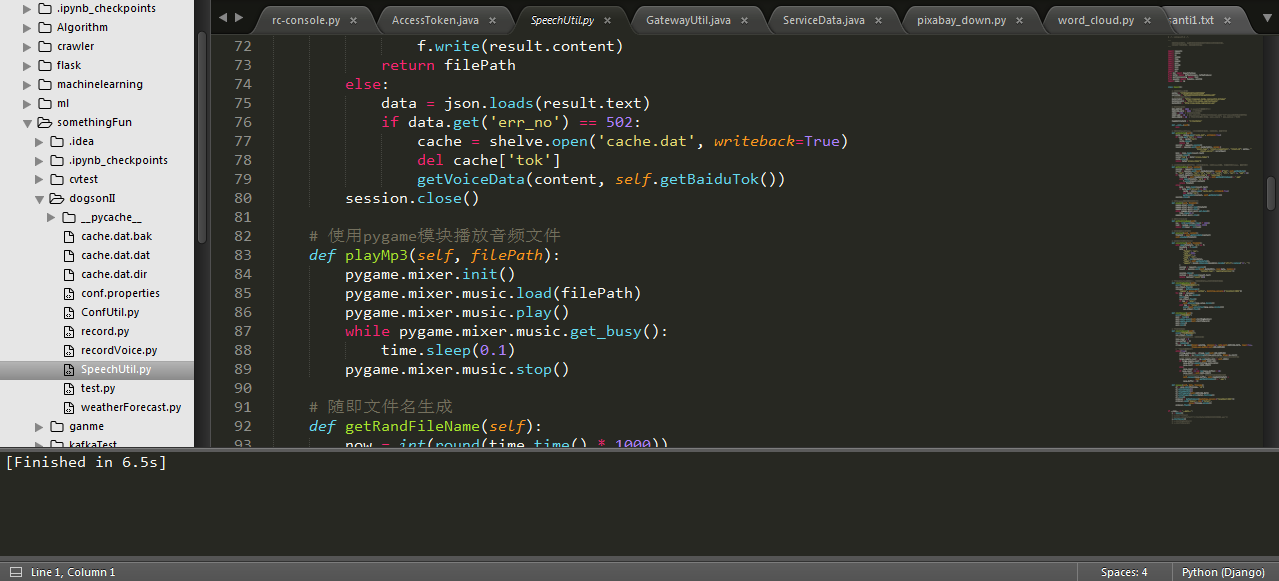 .ipynb_checkpoints
Algorithm
crawler
flask
machinelearning
ml
somethingFun
.idea
.ipynb_checkpoints
cvtest
dogsonII
__pycache__
cache.dat.bak
cache.dat.dat
cache.dat.dir
conf.properties
ConfUtil.py
record.py
recordVoice.py
SpeechUtil.py
test.py
weatherForecast.py
ganme
kafkaTest
rc-console.py × AccessToken.java × SpeechUtil.py × GatewayUtil.java × ServiceData.java × pixabay_down.py × word_cloud.py × santi1.txt ×
72 f.write(result.content)
73 return filePath
74 else:
75 data = json.loads(result.text)
76 if data.get('err_no') == 502:
77 cache = shelve.open('cache.dat', writeback=True)
78 del cache['tok']
79 getVoiceData(content, self.getBaiduTok())
80 session.close()
81
82 # 使用pygame模块播放音频文件
83 def playMp3(self, filePath):
84 pygame.mixer.init()
85 pygame.mixer.music.load(filePath)
86 pygame.mixer.music.play()
87 while pygame.mixer.music.get_busy():
88 time.sleep(0.1)
89 pygame.mixer.music.stop()
90
91 # 随即文件名生成
92 def getRandFileName(self):
93 now = int(round(time.time() * 1000))
[Finished in 6.5s]
Line 1, Column 1
Spaces: 4
Python (Django)